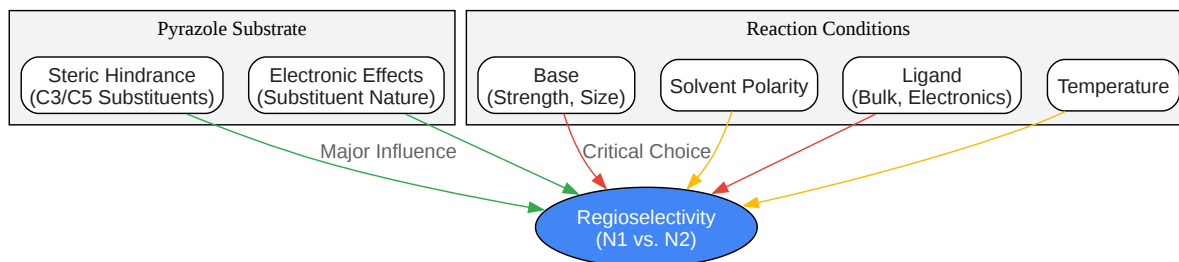 Pyrazole Substrate
Reaction Conditions
Steric Hindrance
(C3/C5 Substituents)
Electronic Effects
(Substituent Nature)
Base
(Strength, Size)
Solvent Polarity
Ligand
(Bulk, Electronics)
Temperature
Major Influence
Critical Choice
Regioselectivity
(N1 vs. N2)